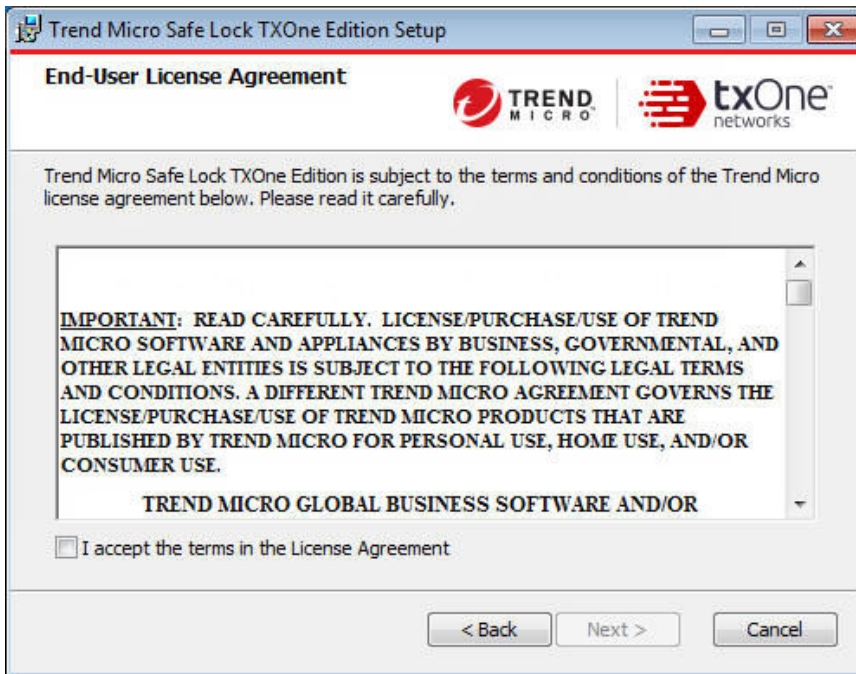 Trend Micro Safe Lock TXOne Edition Setup
End-User License Agreement
TREND
MICRO
txOne
networks
Trend Micro Safe Lock TXOne Edition is subject to the terms and conditions of the Trend Micro
license agreement below. Please read it carefully.
IMPORTANT: READ CAREFULLY. LICENSE/PURCHASE/USE OF TREND
MICRO SOFTWARE AND APPLIANCES BY BUSINESS, GOVERNMENTAL, AND
OTHER LEGAL ENTITIES IS SUBJECT TO THE FOLLOWING LEGAL TERMS
AND CONDITIONS. A DIFFERENT TREND MICRO AGREEMENT GOVERNS THE
LICENSE/PURCHASE/USE OF TREND MICRO PRODUCTS THAT ARE
PUBLISHED BY TREND MICRO FOR PERSONAL USE, HOME USE, AND/OR
CONSUMER USE.
TREND MICRO GLOBAL BUSINESS SOFTWARE AND/OR
I accept the terms in the License Agreement
< Back Next > Cancel